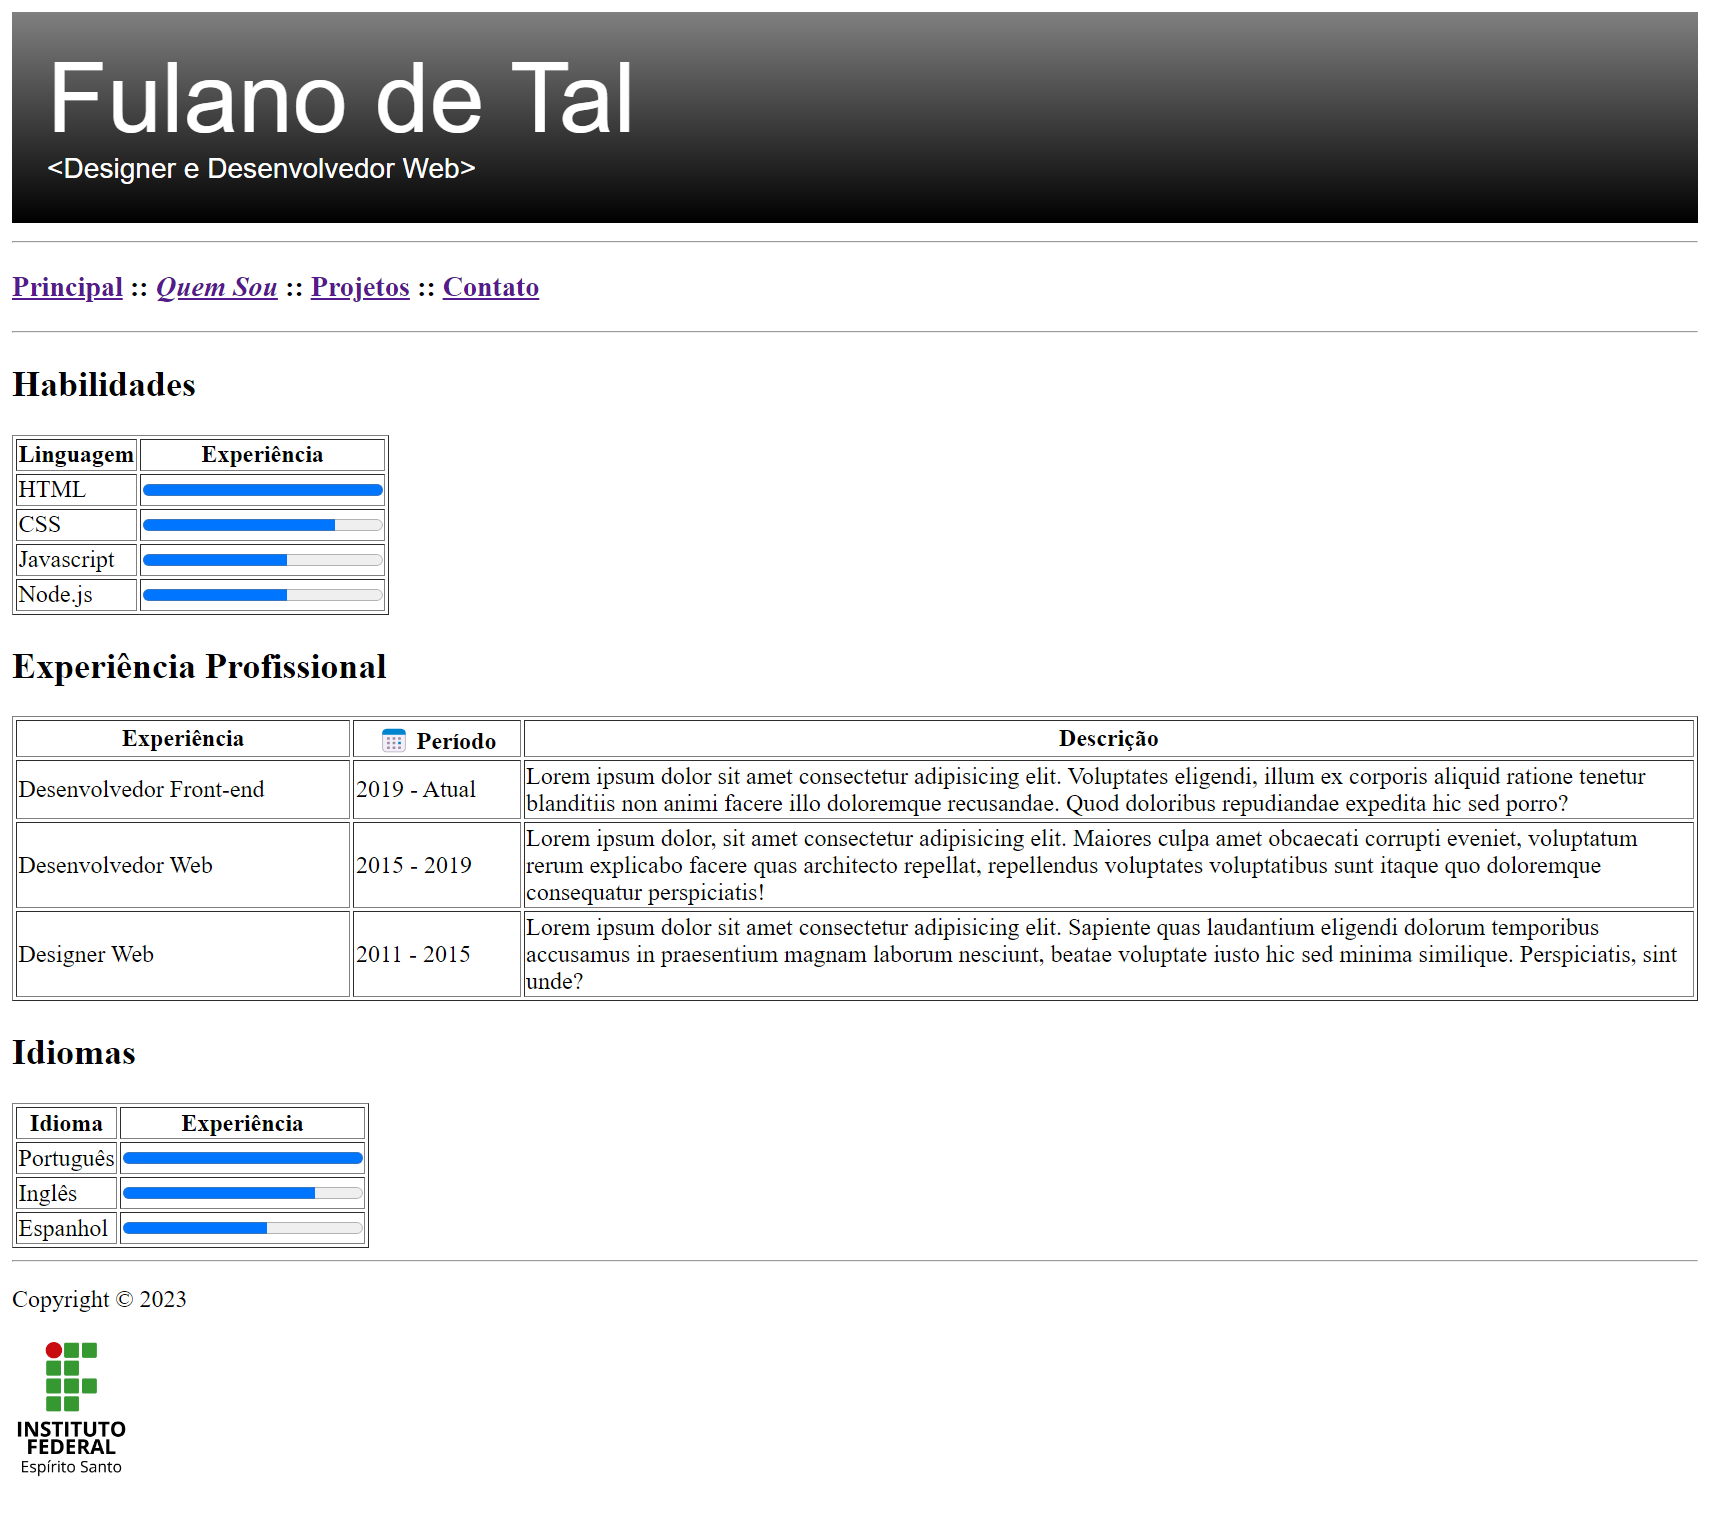 Fulano de Tal
<Designer e Desenvolvedor Web>
Principal :: Quem Sou :: Projetos :: Contato
Habilidades
Linguagem Experiência
HTML
CSS
Javascript
Node.js
Experiência Profissional
Experiência Período Descrição
Desenvolvedor Front-end 2019 - Atual Lorem ipsum dolor sit amet consectetur adipisicing elit. Voluptates eligendi, illum ex corporis aliquid ratione tenetur
blanditiis non animi facere illo doloremque recusandae. Quod doloribus repudiandae expedita hic sed porro?
Desenvolvedor Web 2015 - 2019 Lorem ipsum dolor, sit amet consectetur adipisicing elit. Maiores culpa amet obcaecati corrupti eveniet, voluptatum
rerum explicabo facere quas architecto repellat, repellendus voluptates voluptatibus sunt itaque quo doloremque
consequatur perspiciatis!
Designer Web 2011 - 2015 Lorem ipsum dolor sit amet consectetur adipisicing elit. Sapiente quas laudantium eligendi dolorum temporibus
accusamus in praesentium magnam laborum nesciunt, beatae voluptate iusto hic sed minima similique. Perspiciatis, sint
unde?
Idiomas
Idioma Experiência
Português
Inglês
Espanhol
Copyright © 2023
INSTITUTO
FEDERAL
Espírito Santo